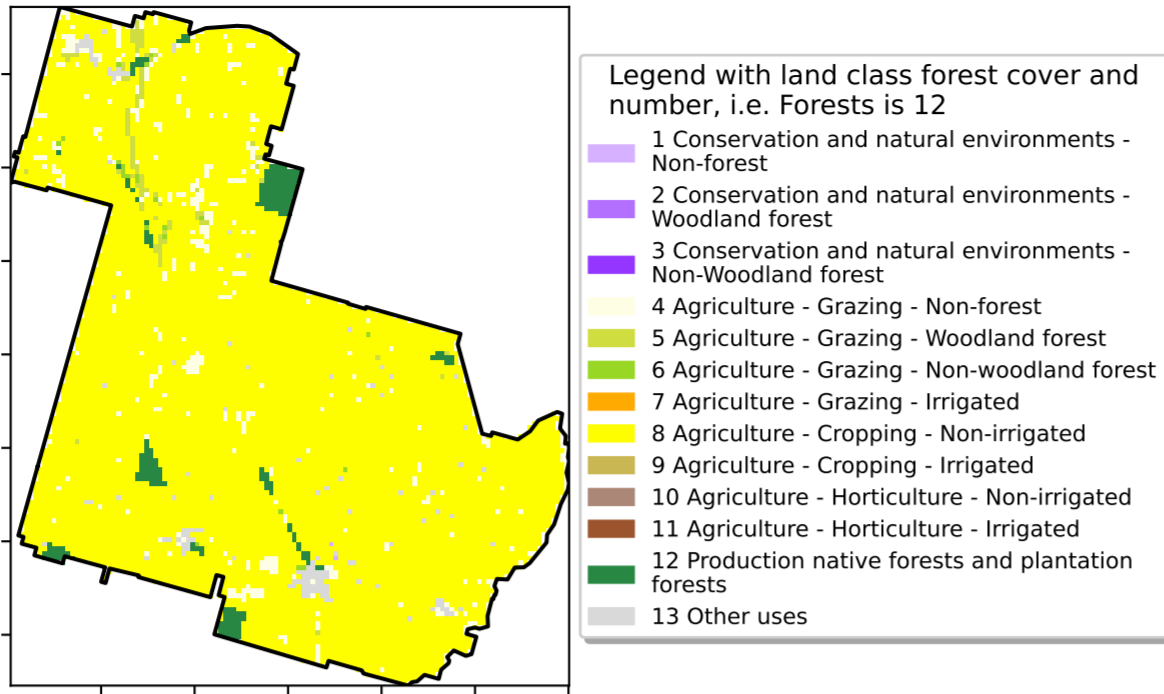 Legend with land class forest cover and
number, i.e. Forests is 12
1 Conservation and natural environments -
Non-forest
2 Conservation and natural environments -
Woodland forest
3 Conservation and natural environments -
Non-Woodland forest
4 Agriculture - Grazing - Non-forest
5 Agriculture - Grazing - Woodland forest
6 Agriculture - Grazing - Non-woodland forest
7 Agriculture - Grazing - Irrigated
8 Agriculture - Cropping - Non-irrigated
9 Agriculture - Cropping - Irrigated
10 Agriculture - Horticulture - Non-irrigated
11 Agriculture - Horticulture - Irrigated
12 Production native forests and plantation
forests
13 Other uses